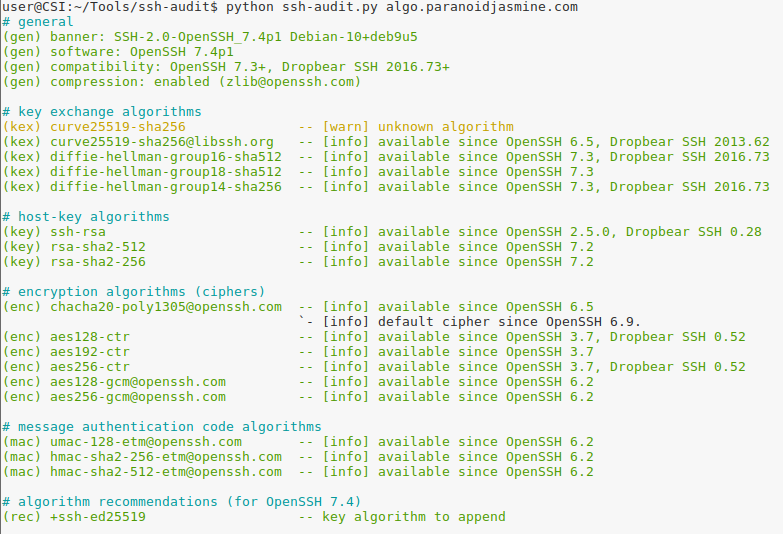 user@CSI:~/Tools/ssh-audit$ python ssh-audit.py algo.paranoidjasmine.com
# general
(gen) banner: SSH-2.0-OpenSSH_7.4p1 Debian-10+deb9u5
(gen) software: OpenSSH 7.4p1
(gen) compatibility: OpenSSH 7.3+, Dropbear SSH 2016.73+
(gen) compression: enabled (zlib@openssh.com)

# key exchange algorithms
(kex) curve25519-sha256              -- [warn] unknown algorithm
(kex) curve25519-sha256@libssh.org   -- [info] available since OpenSSH 6.5, Dropbear SSH 2013.62
(kex) diffie-hellman-group16-sha512  -- [info] available since OpenSSH 7.3, Dropbear SSH 2016.73
(kex) diffie-hellman-group18-sha512  -- [info] available since OpenSSH 7.3
(kex) diffie-hellman-group14-sha256  -- [info] available since OpenSSH 7.3, Dropbear SSH 2016.73

# host-key algorithms
(key) ssh-rsa                        -- [info] available since OpenSSH 2.5.0, Dropbear SSH 0.28
(key) rsa-sha2-512                   -- [info] available since OpenSSH 7.2
(key) rsa-sha2-256                   -- [info] available since OpenSSH 7.2

# encryption algorithms (ciphers)
(enc) chacha20-poly1305@openssh.com  -- [info] available since OpenSSH 6.5
                                     `- [info] default cipher since OpenSSH 6.9.
(enc) aes128-ctr                     -- [info] available since OpenSSH 3.7, Dropbear SSH 0.52
(enc) aes192-ctr                     -- [info] available since OpenSSH 3.7
(enc) aes256-ctr                     -- [info] available since OpenSSH 3.7, Dropbear SSH 0.52
(enc) aes128-gcm@openssh.com         -- [info] available since OpenSSH 6.2
(enc) aes256-gcm@openssh.com         -- [info] available since OpenSSH 6.2

# message authentication code algorithms
(mac) umac-128-etm@openssh.com       -- [info] available since OpenSSH 6.2
(mac) hmac-sha2-256-etm@openssh.com  -- [info] available since OpenSSH 6.2
(mac) hmac-sha2-512-etm@openssh.com  -- [info] available since OpenSSH 6.2

# algorithm recommendations (for OpenSSH 7.4)
(rec) +ssh-ed25519                   -- key algorithm to append